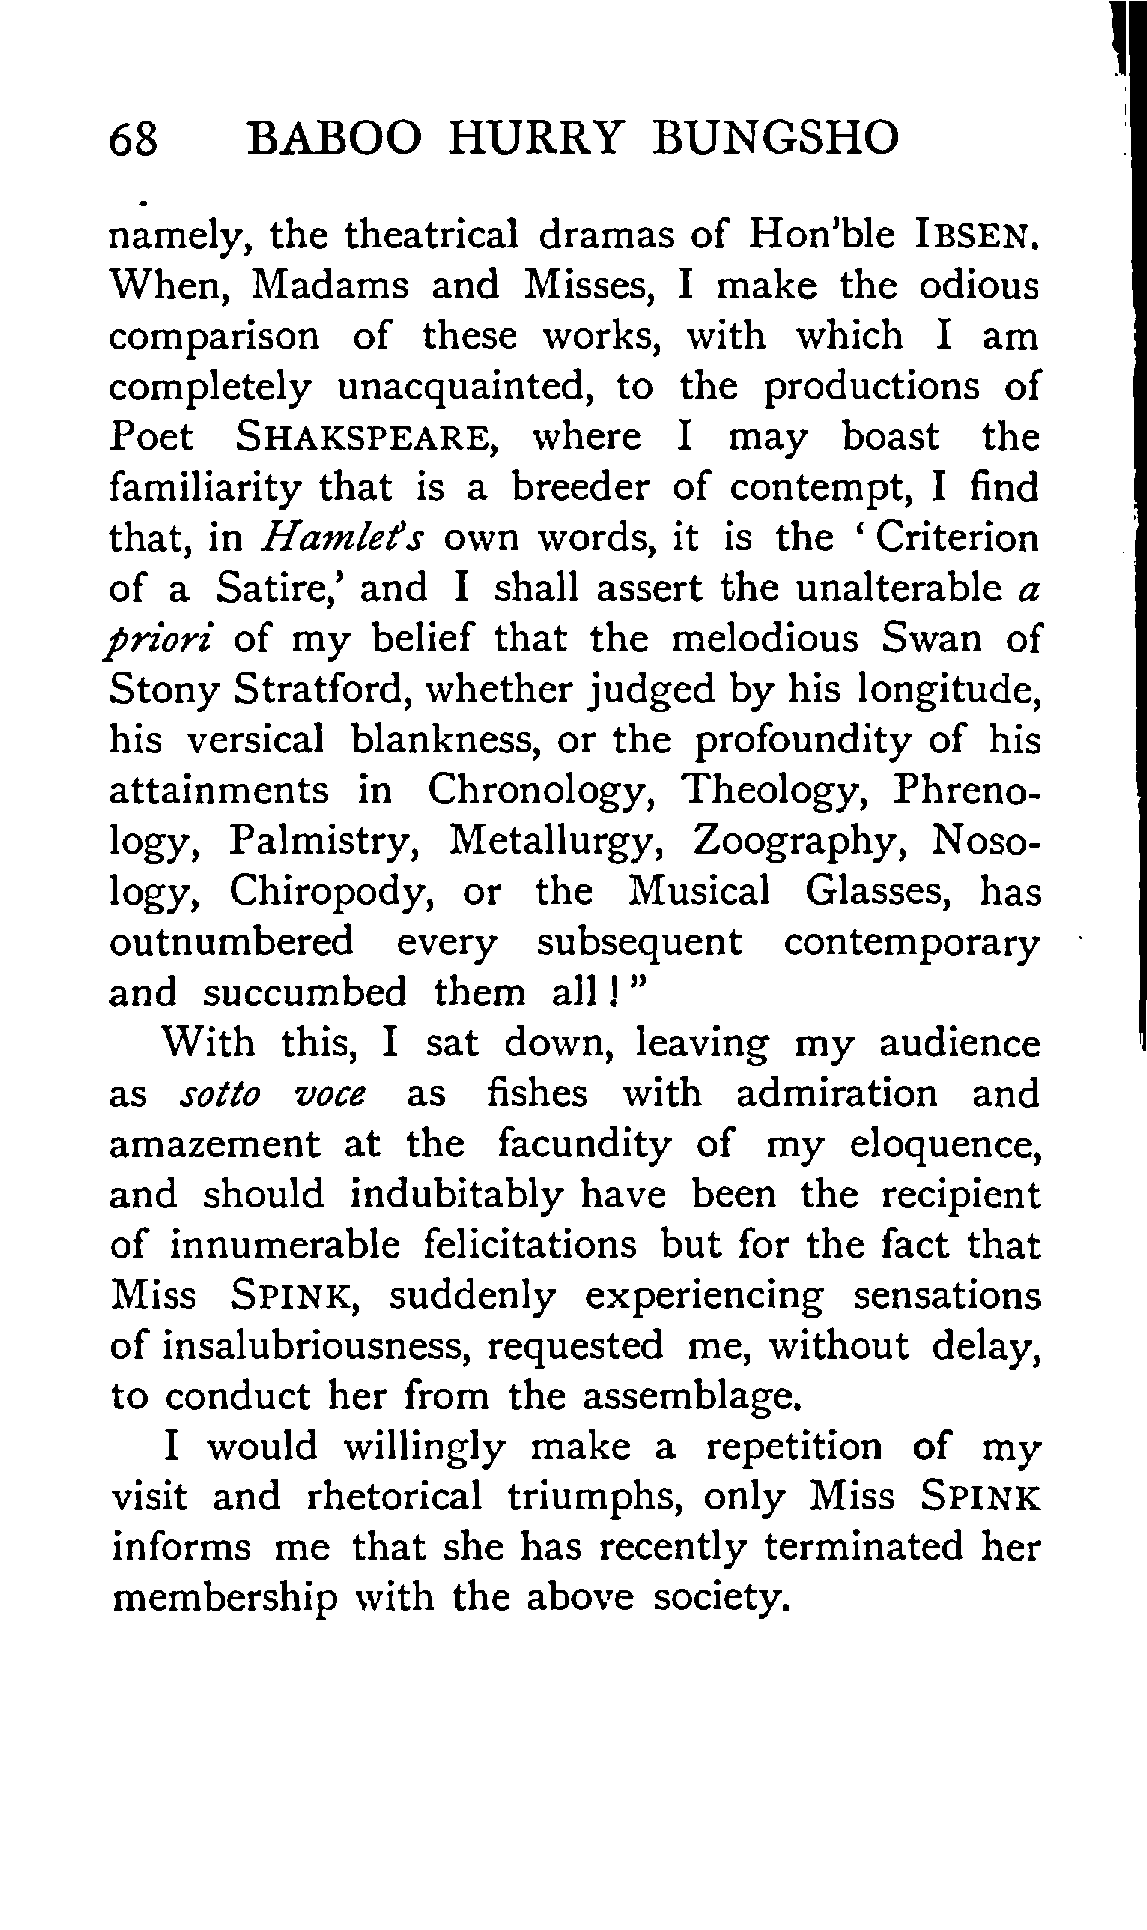 68 BABOO HURRY BUNGSHO
namely, the theatrical dramas of Hon'ble IBSEN.
When, Madams and Misses, I make the odious
comparison of these works, with which I am
completely unacquainted, to the productions of
Poet SHAKSPEARE, where I may boast the
familiarity that is a breeder of contempt, I find
that, in Hamlet's own words, it is the ' Criterion
of a Satire,' and I shall assert the unalterable a
priori of my belief that the melodious Swan of
Stony Stratford, whether judged by his longitude,
his versical blankness, or the profoundity of his
attainments in Chronology, Theology, Phreno-
logy, Palmistry, Metallurgy, Zoography, Noso-
logy, Chiropody, or the Musical Glasses, has
outnumbered every subsequent contemporary
and succumbed them all ! "
With this, I sat down, leaving my audience
as sotto voce as fishes with admiration and
amazement at the facundity of my eloquence,
and should indubitably have been the recipient
of innumerable felicitations but for the fact that
Miss SPINK, suddenly experiencing sensations
of insalubriousness, requested me, without delay,
to conduct her from the assemblage.
I would willingly make a repetition of my
visit and rhetorical triumphs, only Miss SPINK
informs me that she has recently terminated her
membership with the above society.